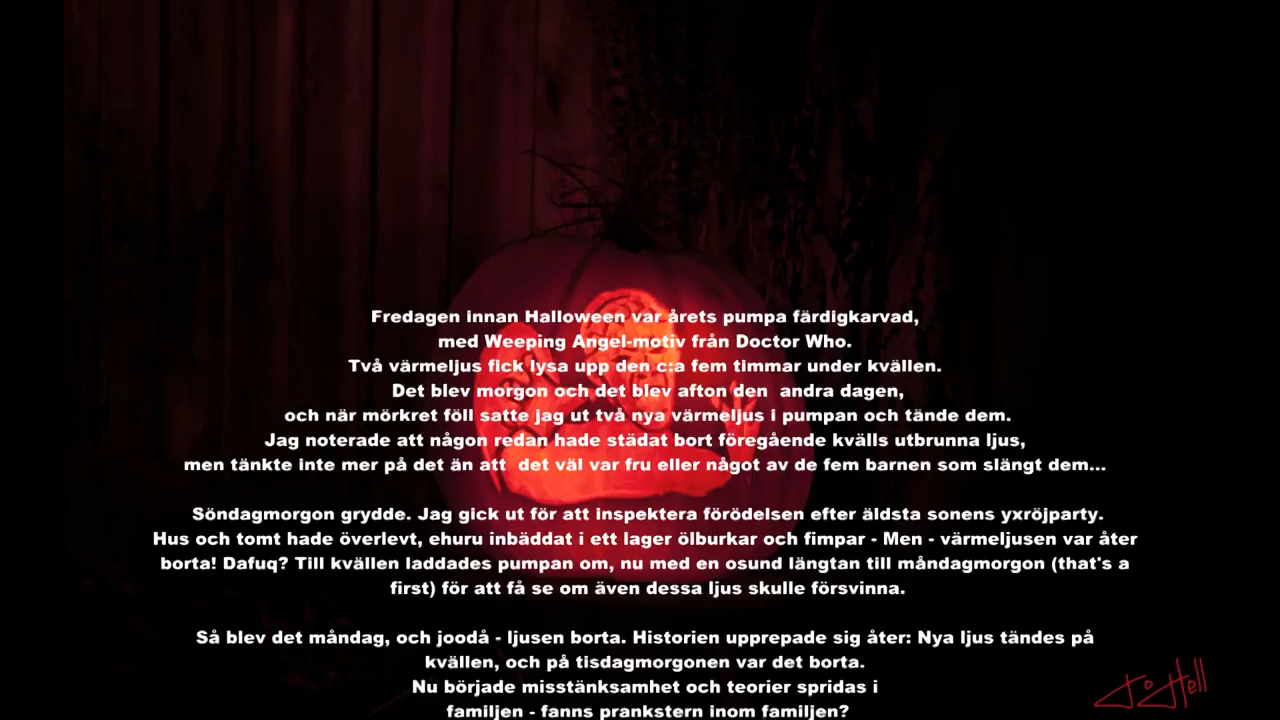 Fredagen innan Halloween var årets pumpa färdigkarvad,
med Weeping Angel-motiv från Doctor Who.
Två värmeljus fick lysa upp den c:a fem timmar under kvällen.
Det blev morgon och det blev afton den  andra dagen,
och när mörkret föll satte jag ut två nya värmeljus i pumpan och tände dem.
Jag noterade att någon redan hade städat bort föregående kvälls utbrunna ljus,
men tänkte inte mer på det än att  det väl var fru eller något av de fem barnen som slängt dem...
Söndagmorgon grydde. Jag gick ut för att inspektera förödelsen efter äldsta sonens yxröjparty.
Hus och tomt hade överlevt, ehuru inbäddat i ett lager ölburkar och fimpar - Men - värmeljusen var åter
borta! Dafuq? Till kvällen laddades pumpan om, nu med en osund längtan till måndagmorgon (that's a
first) för att få se om även dessa ljus skulle försvinna.
Så blev det måndag, och joodå - ljusen borta. Historien upprepade sig åter: Nya ljus tändes på
kvällen, och på tisdagmorgonen var det borta.
Nu började misstänksamhet och teorier spridas i
familjen - fanns prankstern inom familjen?
JoHell